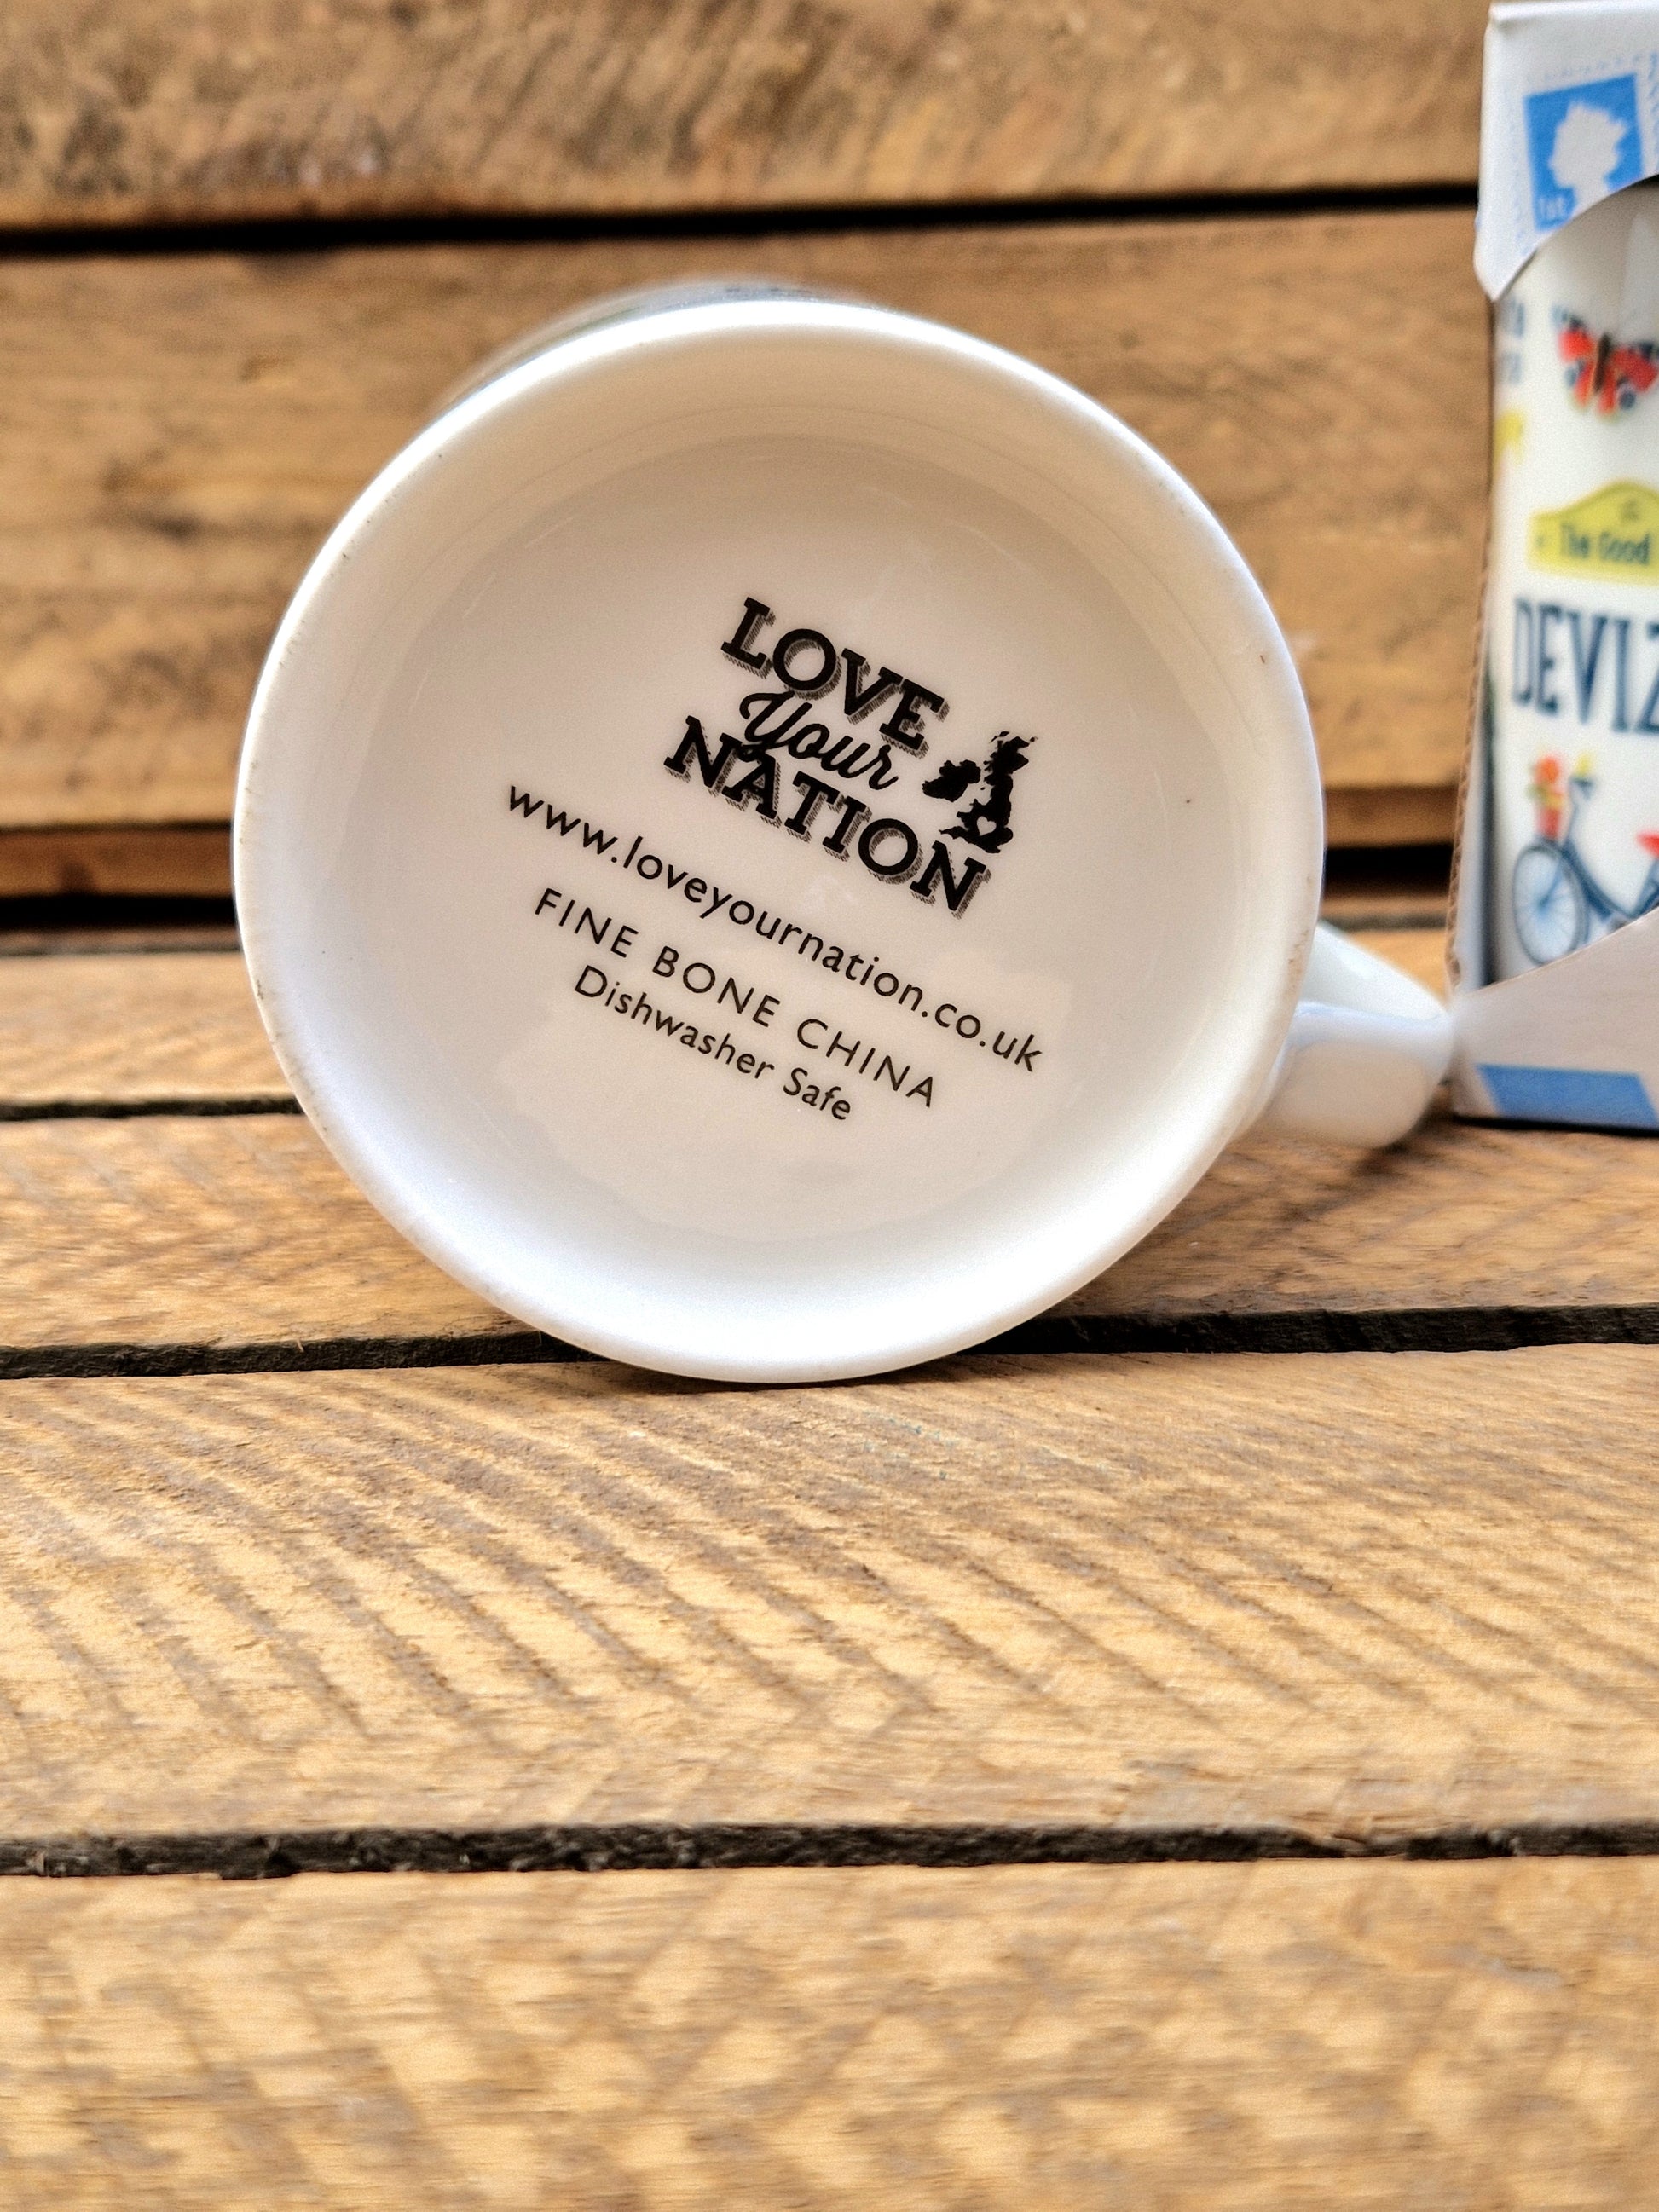 LOVE
Your
NATION
www.loveyournation.co.uk
FINE BONE CHINA
Dishwasher Safe
1st
The Good
DEVIZ